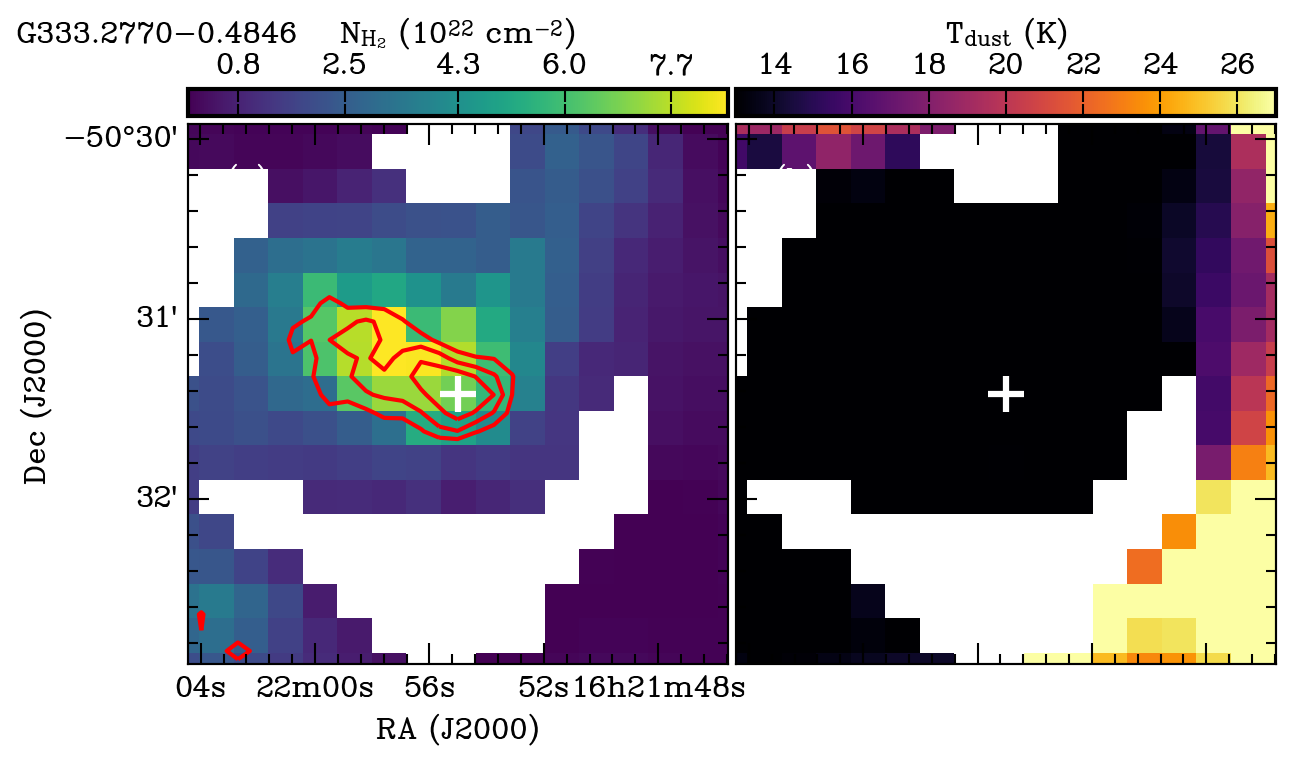 G333.2770−0.4846 N_H₂ (10²² cm⁻²) T_dust (K)
0.8 2.5 4.3 6.0 7.7 14 16 18 20 22 24 26
−50°30'
31'
Dec (J2000)
32'
04s 22m00s 56s 52s 16h21m48s
RA (J2000)